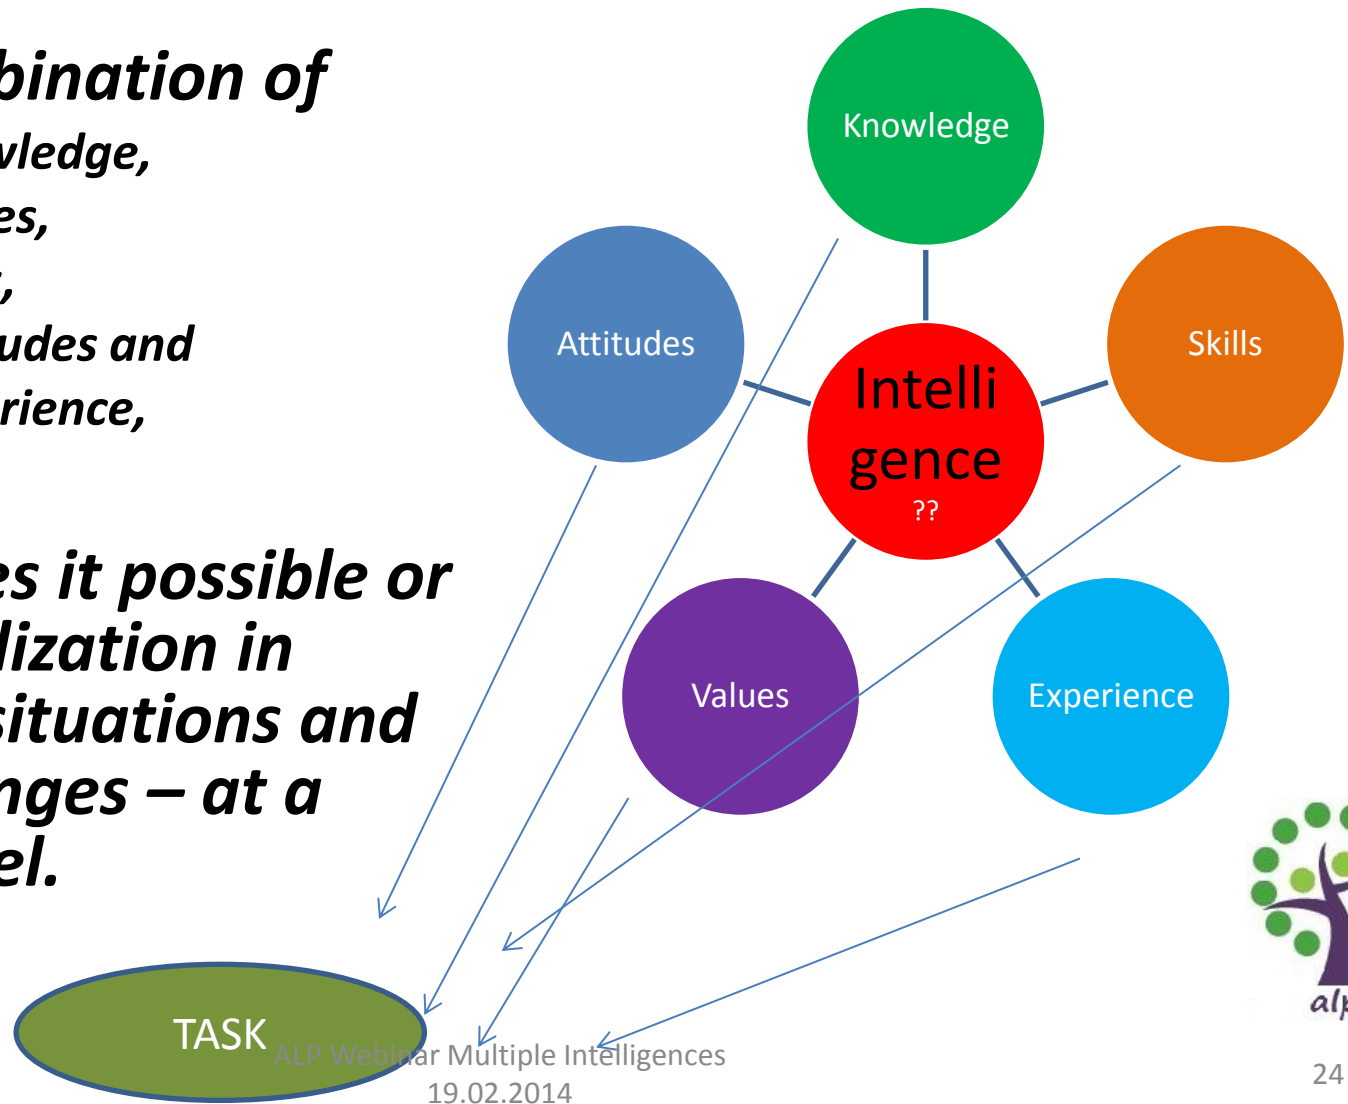 bination of
wledge,
es,
,
udes and
rience,
es it possible or
lization in
situations and
nges – at a
el.
Knowledge
Attitudes
Skills
Intelli
gence
??
Values
Experience
TASK
ALP Webinar Multiple Intelligences
19.02.2014
24
alp